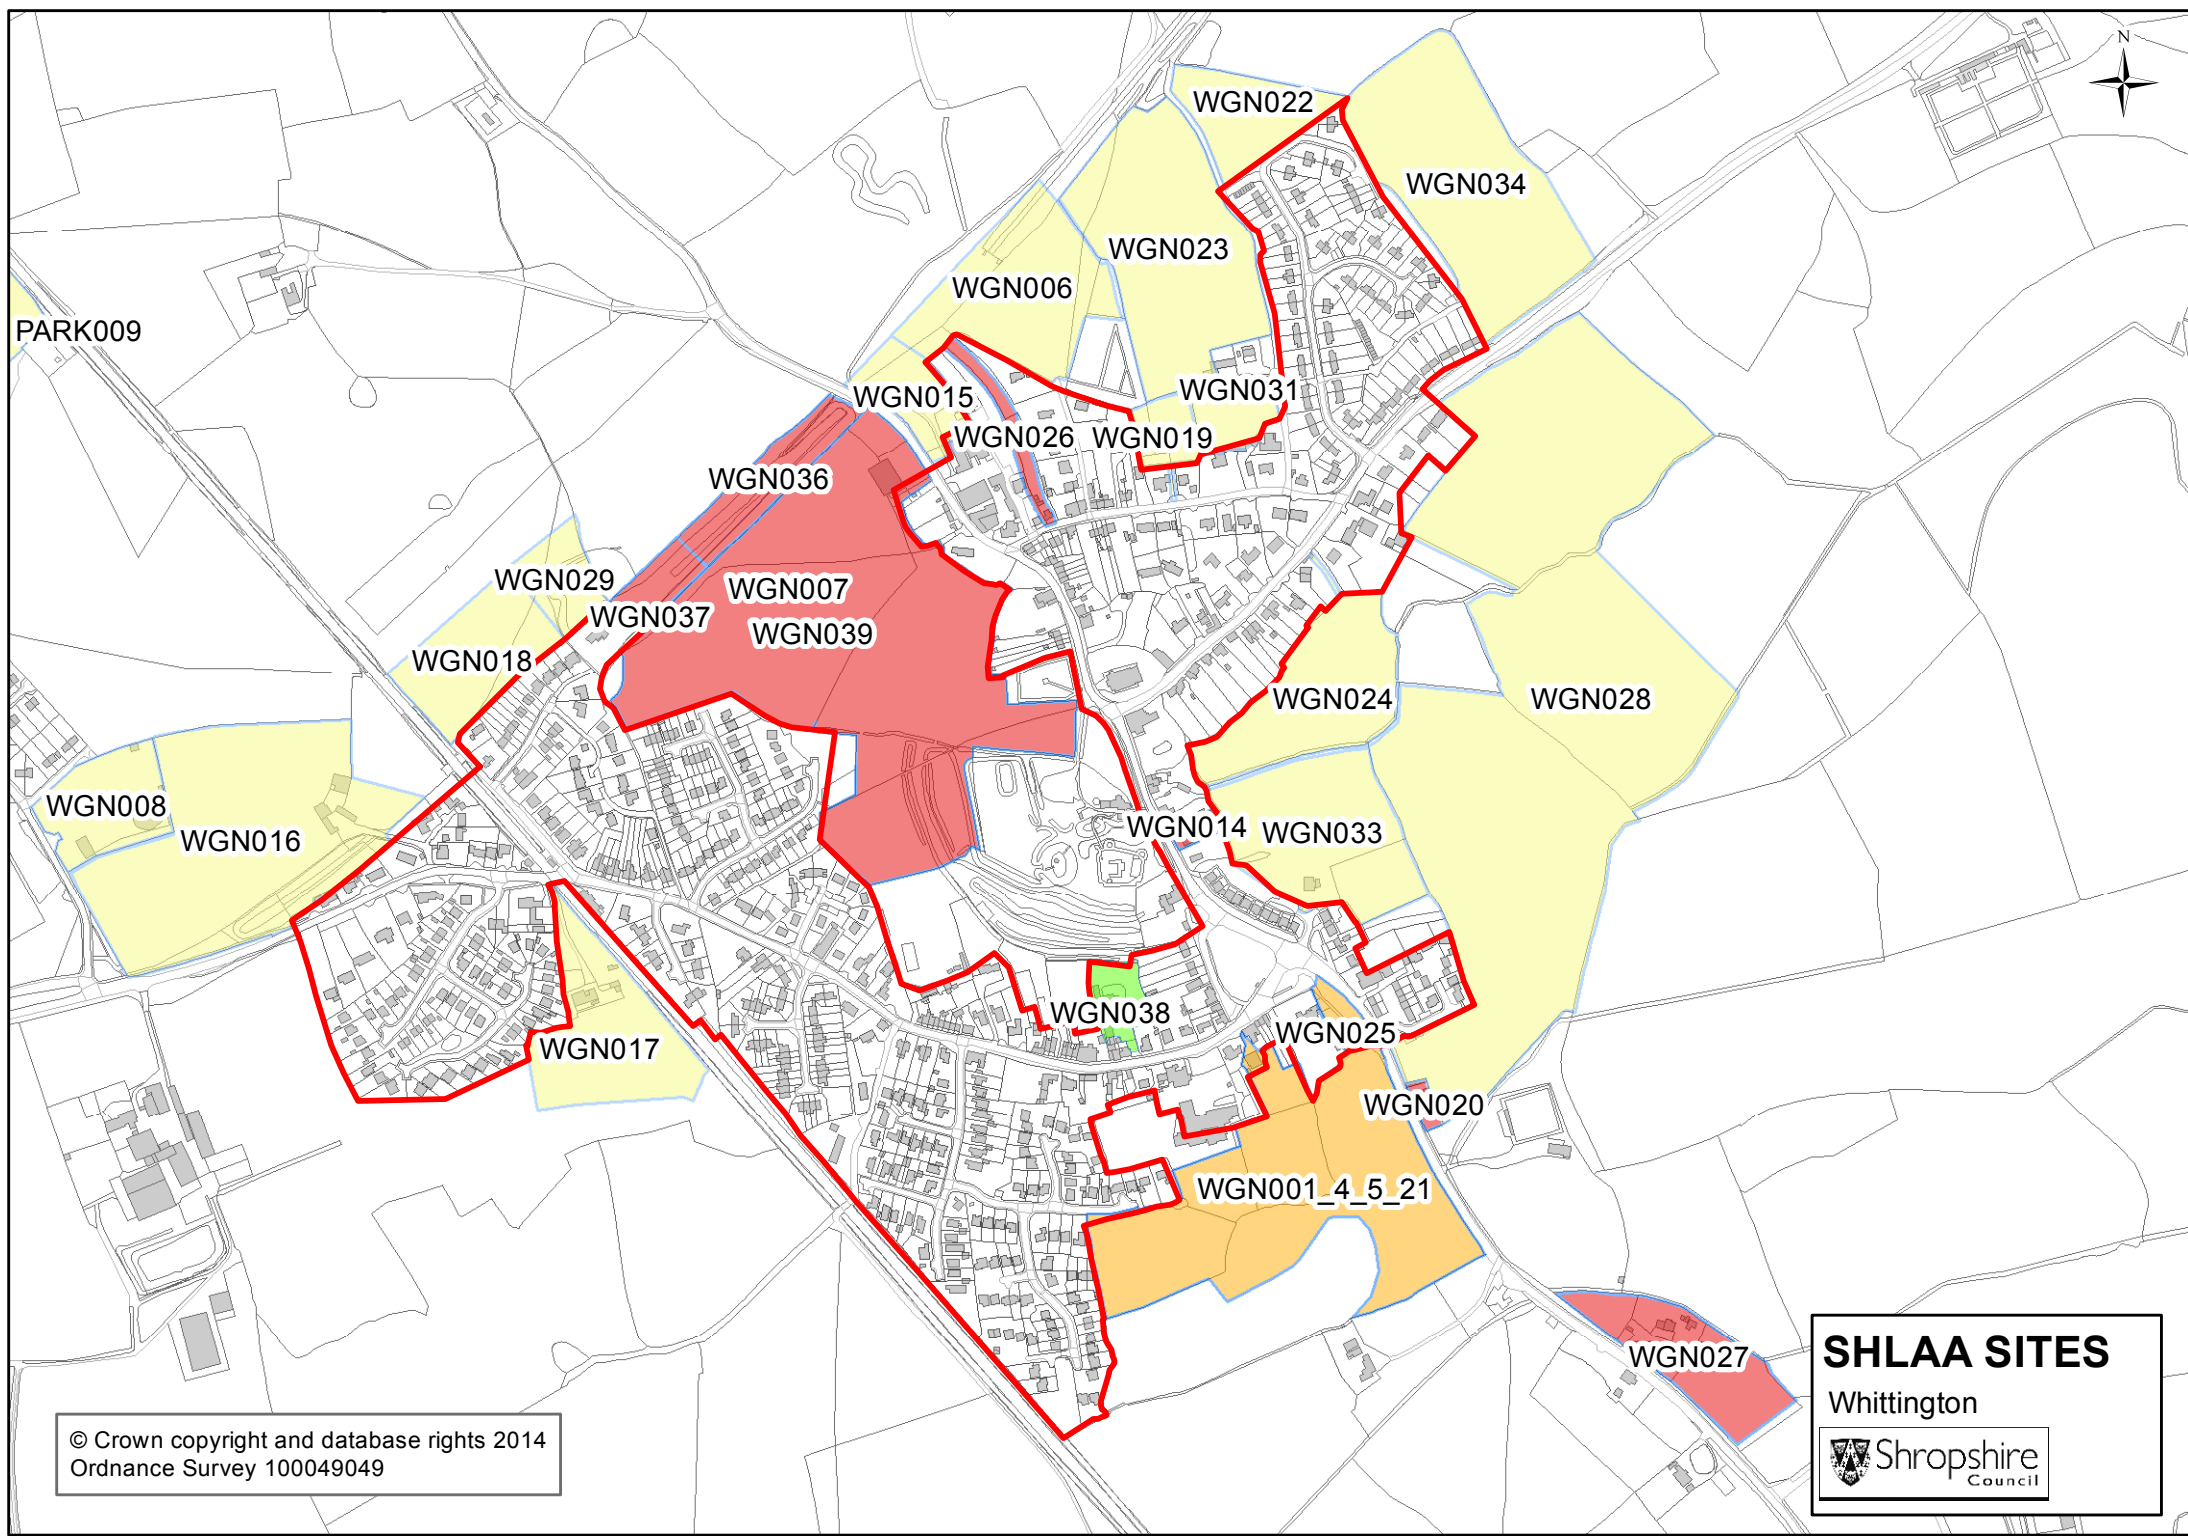 N
WGN022
WGN034
WGN023
WGN006
PARK009
WGN015
WGN031
WGN026
WGN019
WGN036
WGN029
WGN007
WGN037
WGN039
WGN018
WGN024
WGN028
WGN008
WGN016
WGN014
WGN033
WGN038
WGN025
WGN017
WGN020
WGN001_4_5_21
WGN027
SHLAA SITES
Whittington
Shropshire
Council
© Crown copyright and database rights 2014
Ordnance Survey 100049049